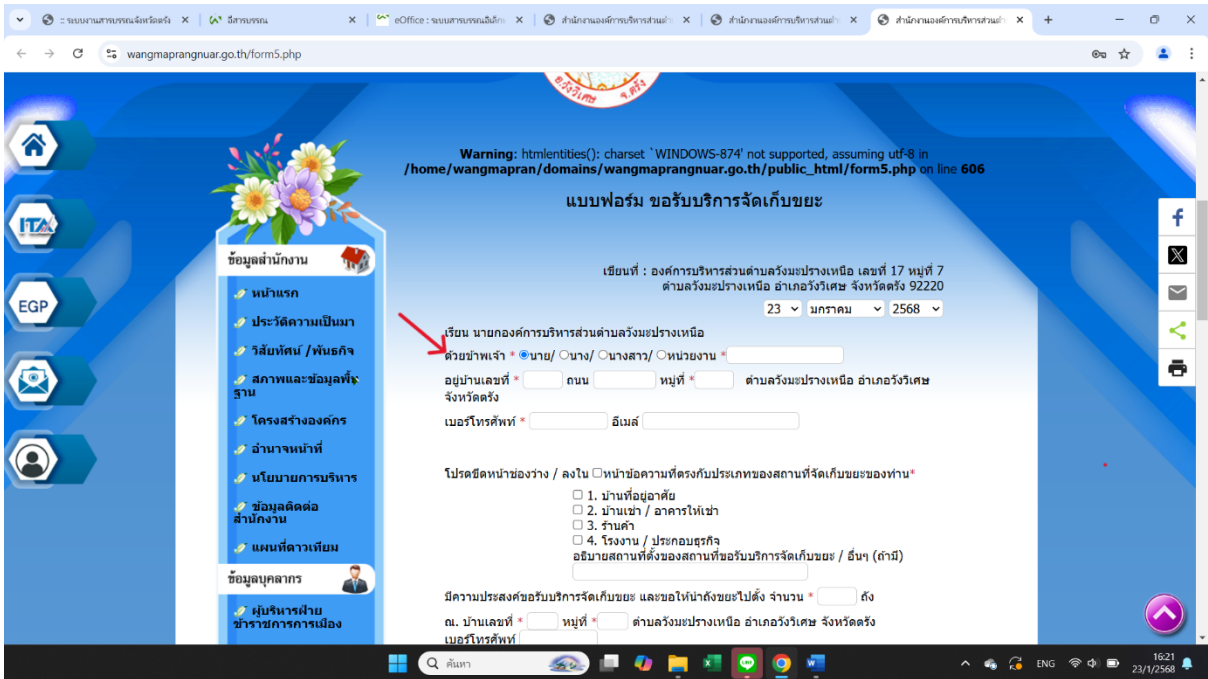 :: ระบบงานสารบรรณจังหวัดตรัง
อีสารบรรณ
eOffice : ระบบงานสารบรรณอิเล็ก
สำนักงานองค์การบริหารส่วนตำ
สำนักงานองค์การบริหารส่วนตำ
สำนักงานองค์การบริหารส่วนตำ
wangmaprangnuar.go.th/form5.php
อ.วังวิเศษ จ.ตรัง
Warning: htmlentities(): charset `WINDOWS-874' not supported, assuming utf-8 in
/home/wangmapran/domains/wangmaprangnuar.go.th/public_html/form5.php on line 606
แบบฟอร์ม ขอรับบริการจัดเก็บขยะ
เขียนที่ : องค์การบริหารส่วนตำบลวังมะปรางเหนือ เลขที่ 17 หมู่ที่ 7
ตำบลวังมะปรางเหนือ อำเภอวังวิเศษ จังหวัดตรัง 92220
23 มกราคม 2568
เรียน นายกองค์การบริหารส่วนตำบลวังมะปรางเหนือ
ด้วยข้าพเจ้า * นาย/ นาง/ นางสาว/ หน่วยงาน *
อยู่บ้านเลขที่ * ถนน หมู่ที่ * ตำบลวังมะปรางเหนือ อำเภอวังวิเศษ
จังหวัดตรัง
เบอร์โทรศัพท์ * อีเมล์
โปรดขีดหน้าช่องว่าง / ลงใน หน้าข้อความที่ตรงกับประเภทของสถานที่จัดเก็บขยะของท่าน*
1. บ้านที่อยู่อาศัย
2. บ้านเช่า / อาคารให้เช่า
3. ร้านค้า
4. โรงงาน / ประกอบธุรกิจ
อธิบายสถานที่ตั้งของสถานที่ขอรับบริการจัดเก็บขยะ / อื่นๆ (ถ้ามี)
มีความประสงค์ขอรับบริการจัดเก็บขยะ และขอให้นำถังขยะไปตั้ง จำนวน * ถัง
ณ. บ้านเลขที่ * หมู่ที่ * ตำบลวังมะปรางเหนือ อำเภอวังวิเศษ จังหวัดตรัง
เบอร์โทรศัพท์
ITA
EGP
ข้อมูลสำนักงาน
หน้าแรก
ประวัติความเป็นมา
วิสัยทัศน์ /พันธกิจ
สภาพและข้อมูลพื้น
ฐาน
โครงสร้างองค์กร
อำนาจหน้าที่
นโยบายการบริหาร
ข้อมูลติดต่อ
สำนักงาน
แผนที่ดาวเทียม
ข้อมูลบุคลากร
ผู้บริหารฝ่าย
ข้าราชการการเมือง
ค้นหา
ENG
16:21
23/1/2568